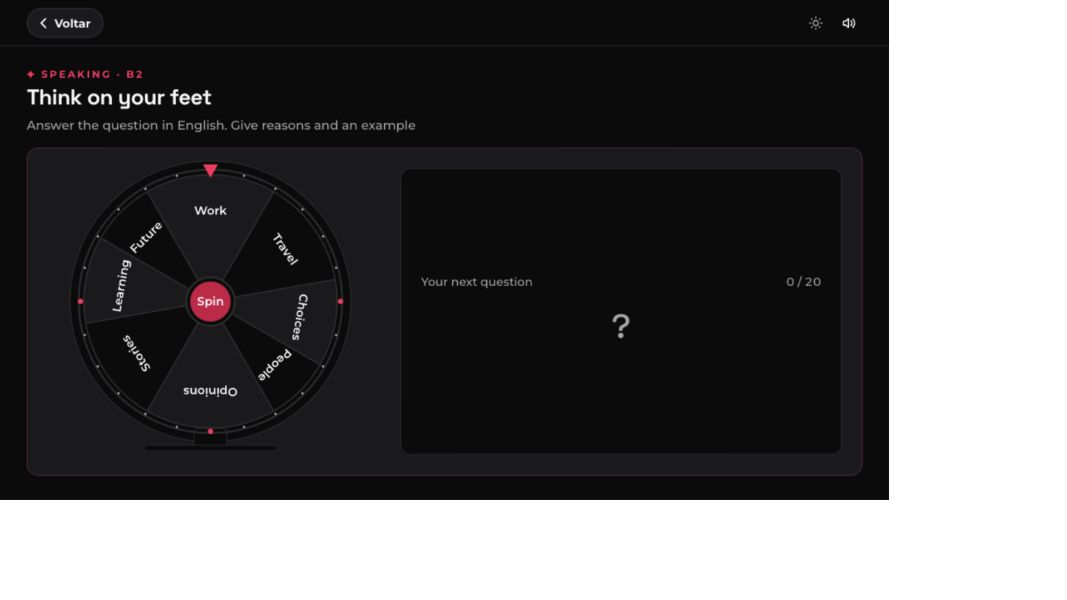 Voltar
✦ SPEAKING · B2
Think on your feet
Answer the question in English. Give reasons and an example
Work
Travel
Choices
People
Opinions
Stories
Learning
Future
Spin
Your next question
0 / 20
?